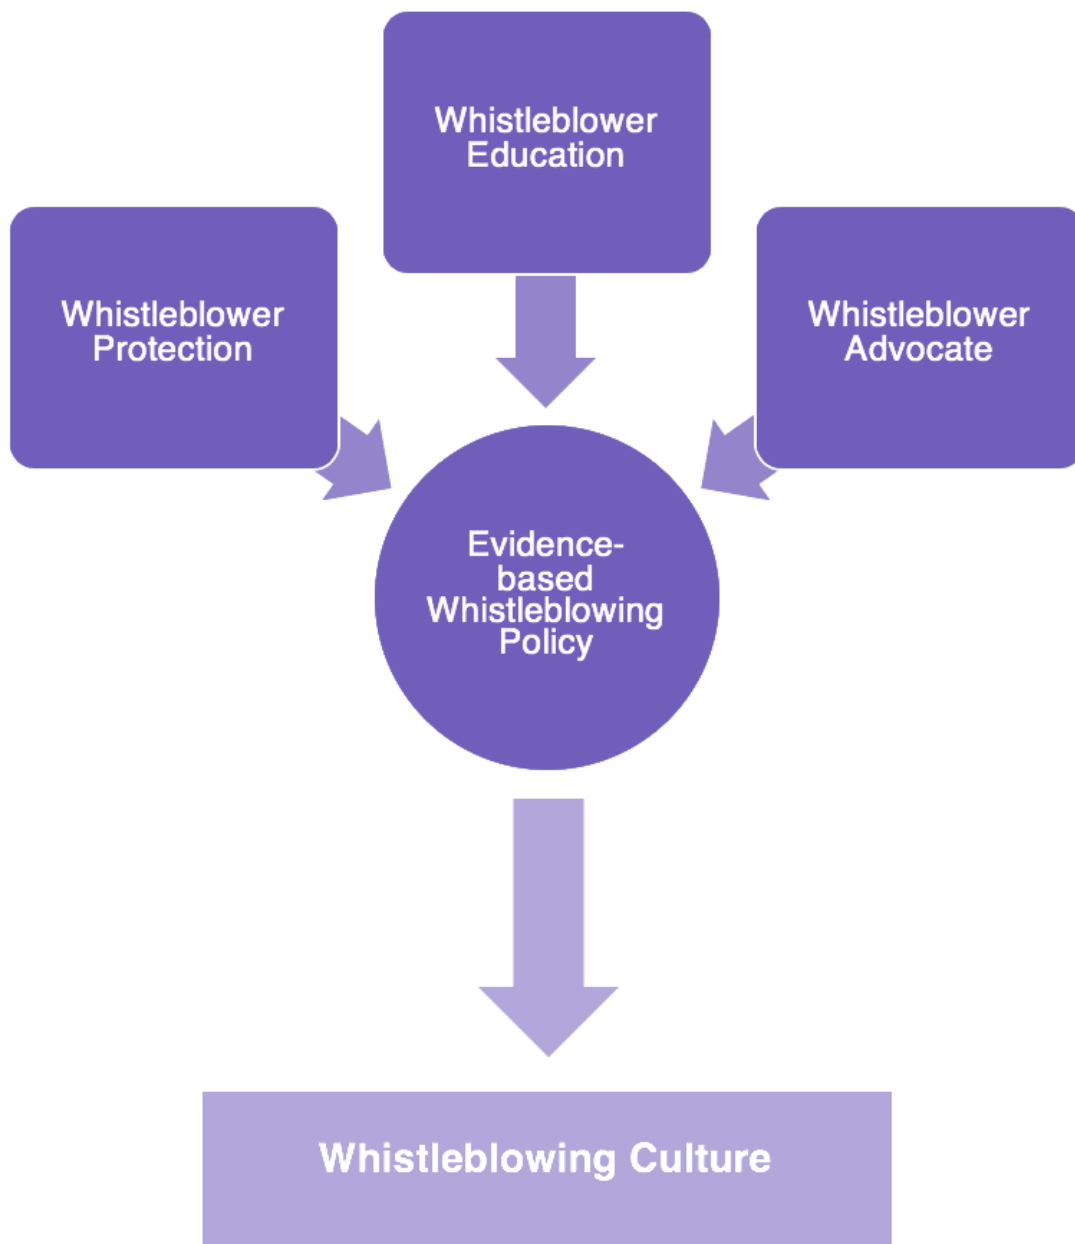 Whistleblower
Education
Whistleblower
Protection
Whistleblower
Advocate
Evidence-
based
Whistleblowing
Policy
Whistleblowing Culture